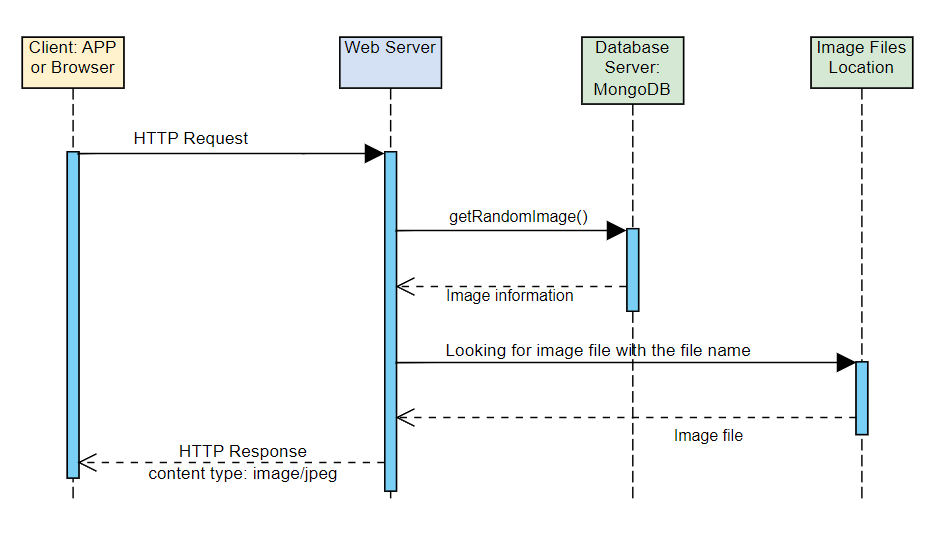 Client: APP
or Browser
Web Server
Database
Server:
MongoDB
Image Files
Location
HTTP Request
getRandomImage()
Image information
Looking for image file with the file name
Image file
HTTP Response
content type: image/jpeg